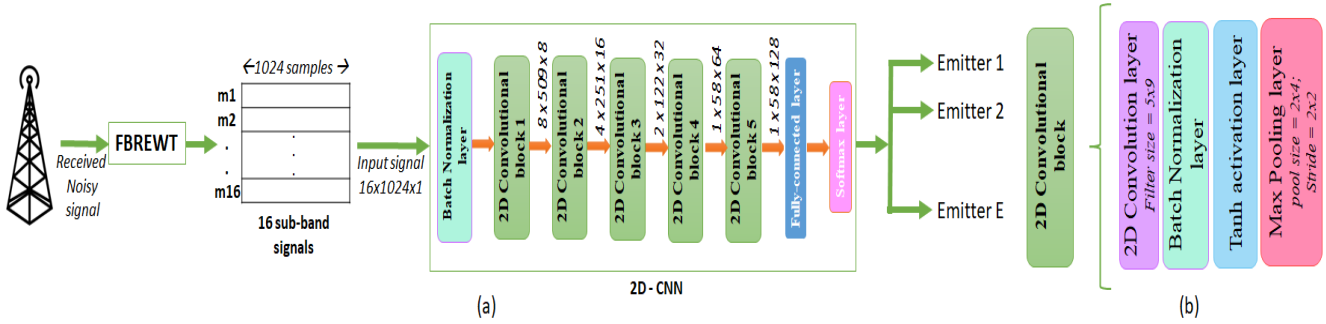 Received
Noisy
signal
FBREWT
1024 samples
m1
m2
.
.
.
.
m16
16 sub-band
signals
Input signal
16x1024x1
Batch Normalization
layer
2D Convolutional
block 1
8 x 509 x 8
2D Convolutional
block 2
4 x 251 x 16
2D Convolutional
block 3
2 x 122 x 32
2D Convolutional
block 4
1 x 58 x 64
2D Convolutional
block 5
1 x 58 x 128
Fully-connected layer
Softmax layer
2D - CNN
(a)
Emitter 1
Emitter 2
Emitter E
2D Convolutional
block
2D Convolution layer
Filter size = 5x9
Batch Normalization
layer
Tanh activation layer
Max Pooling layer
pool size = 2x4;
Stride = 2x2
(b)